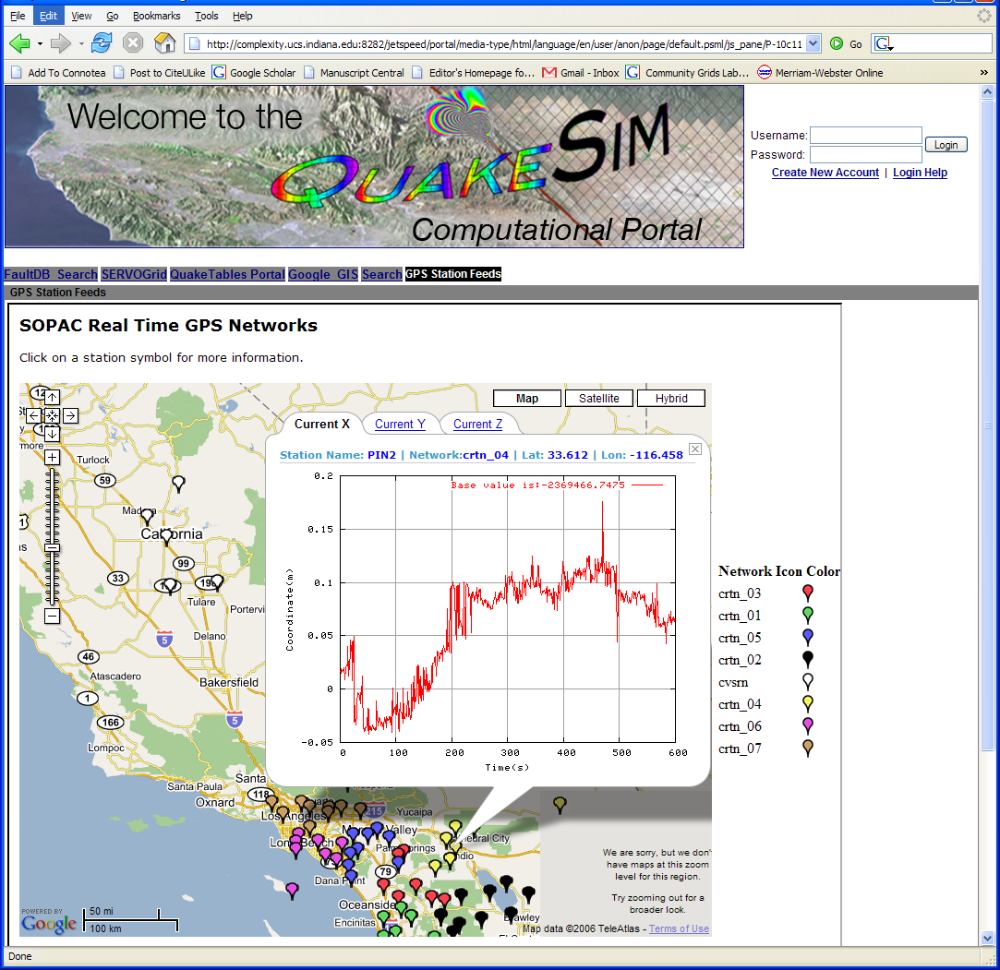 File Edit View Go Bookmarks Tools Help
http://complexity.ucs.indiana.edu:8282/jetspeed/portal/media-type/html/language/en/user/anon/page/default.psml/js_pane/P-10c11 Go
Add To Connotea Post to CiteULike Google Scholar Manuscript Central Editor's Homepage fo... Gmail - Inbox Community Grids Lab... Merriam-Webster Online »
Welcome to the
QUAKESIM
Computational Portal
Username:
Password:
Login
Create New Account | Login Help
FaultDB_Search SERVOGrid QuakeTables Portal Google_GIS Search GPS Station Feeds
GPS Station Feeds
SOPAC Real Time GPS Networks
Click on a station symbol for more information.
Map Satellite Hybrid
Current X Current Y Current Z
Station Name: PIN2 | Network:crtn_04 | Lat: 33.612 | Lon: -116.458
Base value is:-2369466.7475
0.2
0.15
0.1
0.05
0
-0.05
Coordinate(m)
0 100 200 300 400 500 600
Time(s)
Turlock
59
Madera
California
99
33
198
Tulare
Portervi
5
Delano
46
Atascadero
Bakersfield
1
5
166
Lompoc
Santa
Santa Paula
118
Oxnard
Los Angeles
215
Yucaipa
Long Beach
Valley
Cathedral City
Palm Springs
Indio
79
Dana Point
Oceanside
Encinitas
Brawley
El C
Network Icon Color
crtn_03
crtn_01
crtn_05
crtn_02
cvsrn
crtn_04
crtn_06
crtn_07
We are sorry, but we don'
have maps at this zoom
level for this region.
Try zooming out for a
broader look.
POWERED BY
Google
50 mi
100 km
Map data ©2006 TeleAtlas - Terms of Use
Done